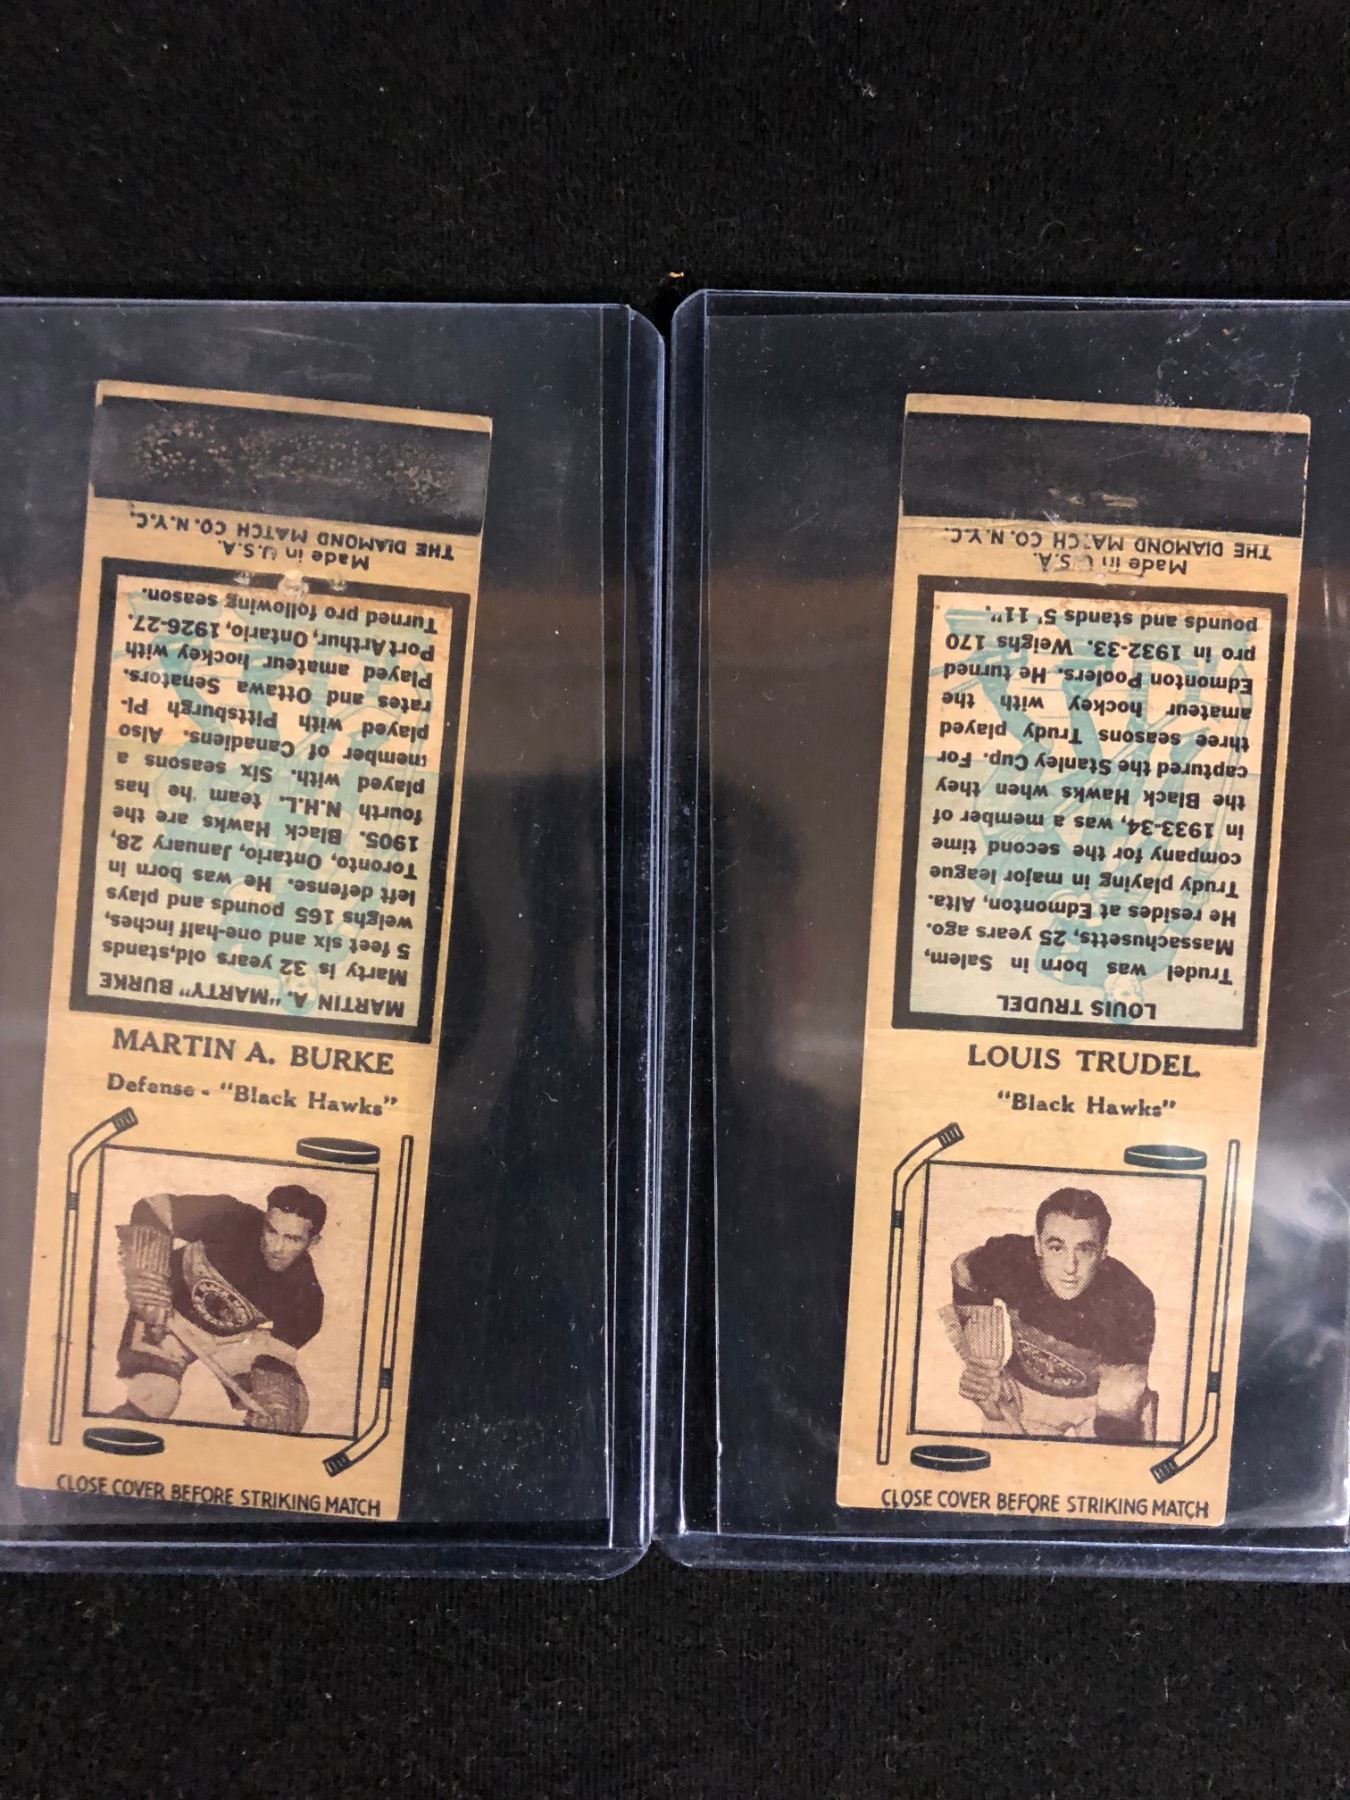 MARTIN A. "MARTY" BURKE
Marty is 32 years old, stands
5 feet six and one-half inches,
weighs 165 pounds and plays
left defense. He was born in
Toronto, Ontario, January 28,
1905. Black Hawks are the
fourth N.H.L. team he has
played with. Six seasons a
member of Canadiens. Also
played with Pittsburgh Pi-
rates and Ottawa Senators.
Played amateur hockey with
Port Arthur, Ontario, 1926-27.
Turned pro following season.
Made in U.S.A.
THE DIAMOND MATCH CO. N.Y.C.
MARTIN A. BURKE
Defense - "Black Hawks"
CLOSE COVER BEFORE STRIKING MATCH
LOUIS TRUDEL
Trudel was born in Salem,
Massachusetts, 25 years ago.
He resides at Edmonton, Alta.
Trudy playing in major league
company for the second time
in 1933-34, was a member of
the Black Hawks when they
captured the Stanley Cup. For
three seasons Trudy played
amateur hockey with the
Edmonton Poolers. He turned
pro in 1932-33. Weighs 170
pounds and stands 5' 11".
Made in U.S.A.
THE DIAMOND MATCH CO. N.Y.C.
LOUIS TRUDEL
"Black Hawks"
CLOSE COVER BEFORE STRIKING MATCH